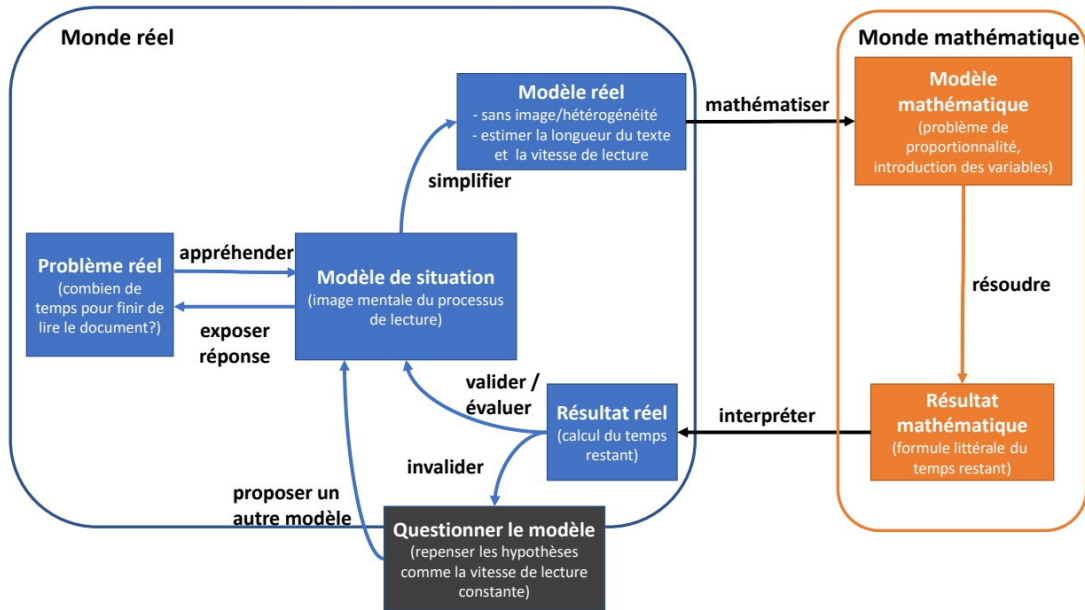 Monde réel
Monde mathématique
Modèle réel
- sans image/hétérogénéité
- estimer la longueur du texte
et la vitesse de lecture
mathématiser
Modèle
mathématique
(problème de
proportionnalité,
introduction des variables)
simplifier
appréhender
Problème réel
(combien de
temps pour finir de
lire le document?)
Modèle de situation
(image mentale du processus
de lecture)
résoudre
exposer
réponse
valider /
évaluer
Résultat réel
(calcul du temps
restant)
interpréter
Résultat
mathématique
(formule littérale du
temps restant)
invalider
proposer un
autre modèle
Questionner le modèle
(repenser les hypothèses
comme la vitesse de lecture
constante)